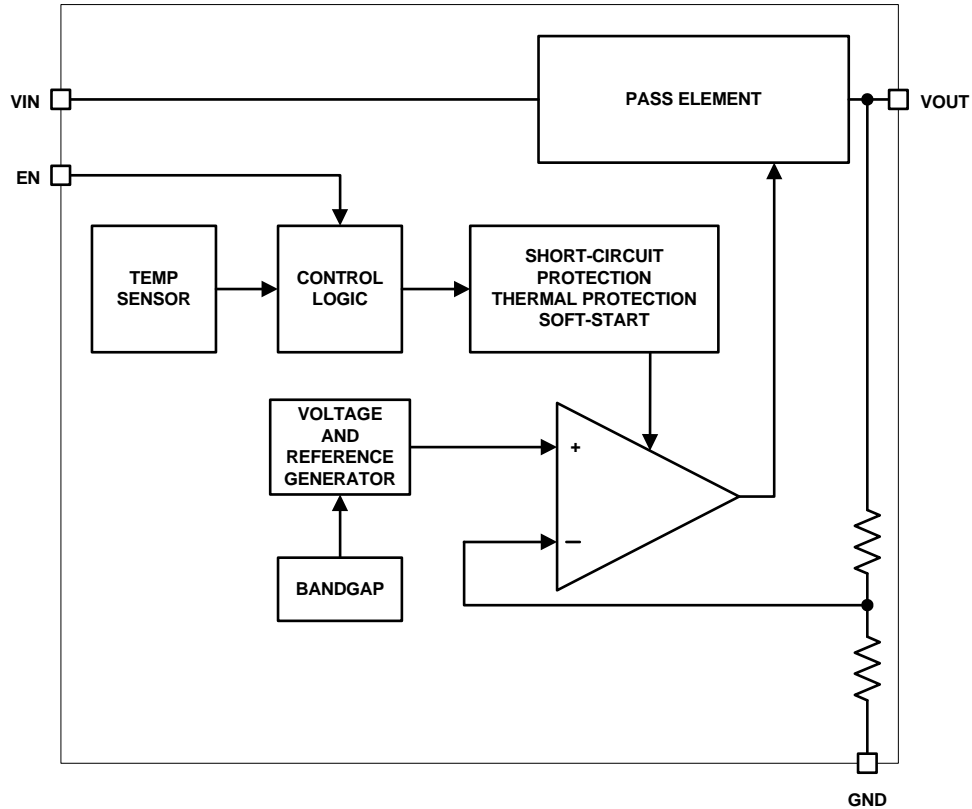 PASS ELEMENT
VIN
VOUT
EN
TEMP
SENSOR
CONTROL
LOGIC
SHORT-CIRCUIT
PROTECTION
THERMAL PROTECTION
SOFT-START
VOLTAGE
AND
REFERENCE
GENERATOR
+
−
BANDGAP
GND